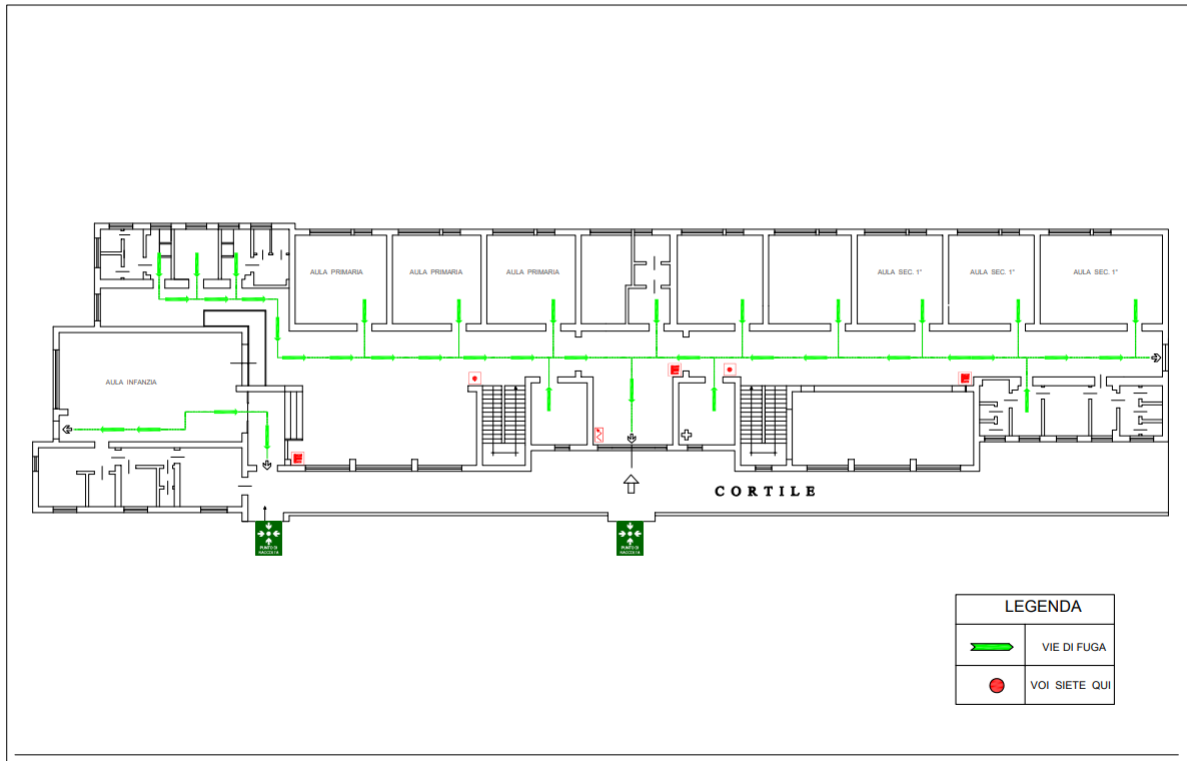 AULA PRIMARIA
AULA PRIMARIA
AULA PRIMARIA
AULA SEC. 1°
AULA SEC. 1°
AULA SEC. 1°
AULA INFANZIA
CORTILE
PUNTO DI
RACCOLTA
PUNTO DI
RACCOLTA
LEGENDA
VIE DI FUGA
VOI SIETE QUI